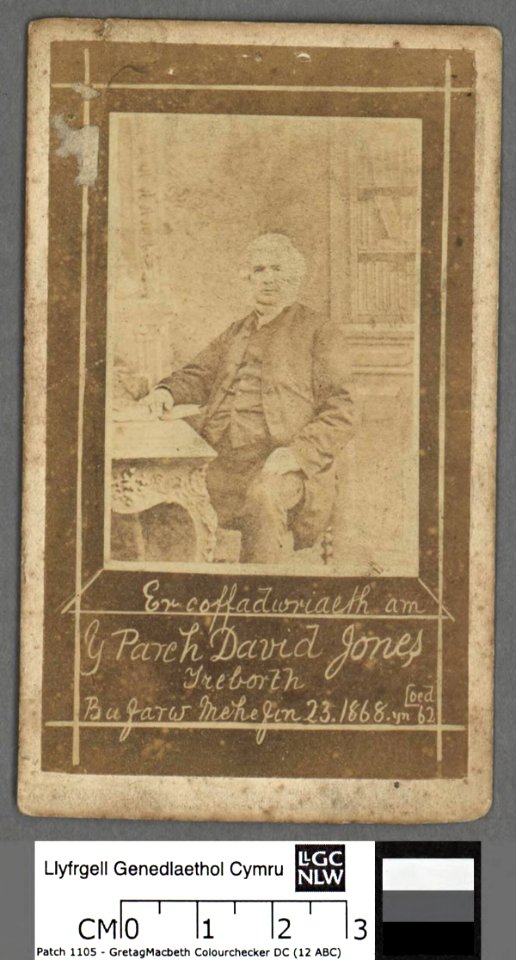 Er coffadwriaeth am
Y Parch David Jones
Treborth
Bu farw Mehefin 23. 1868. yn 62 oed
Llyfrgell Genedlaethol Cymru
LLGC
NLW
CM 0 1 2 3
Patch 1105 - GretagMacbeth Colourchecker DC (12 ABC)